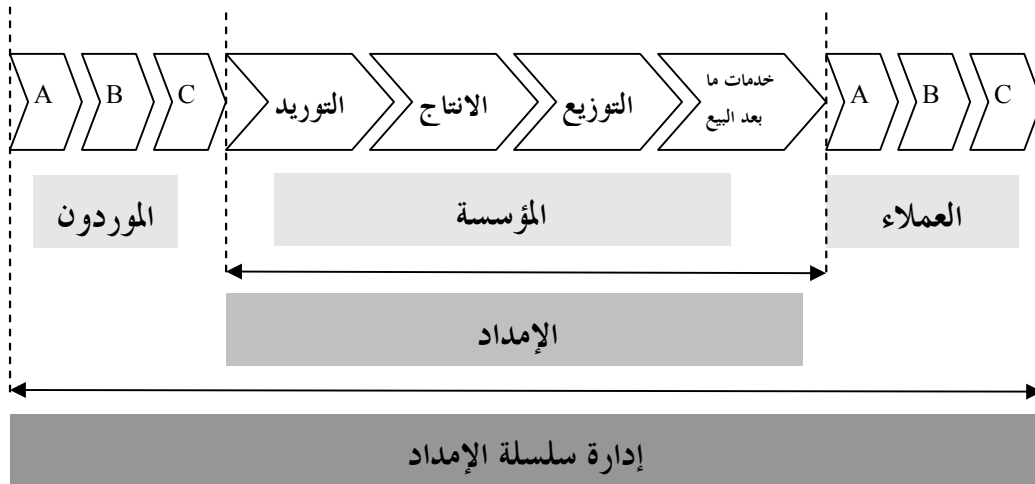 A
B
C
التوريد
الانتاج
التوزيع
خدمات ما
بعد البيع
A
B
C
الموردون
المؤسسة
العملاء
الإمداد
إدارة سلسلة الإمداد